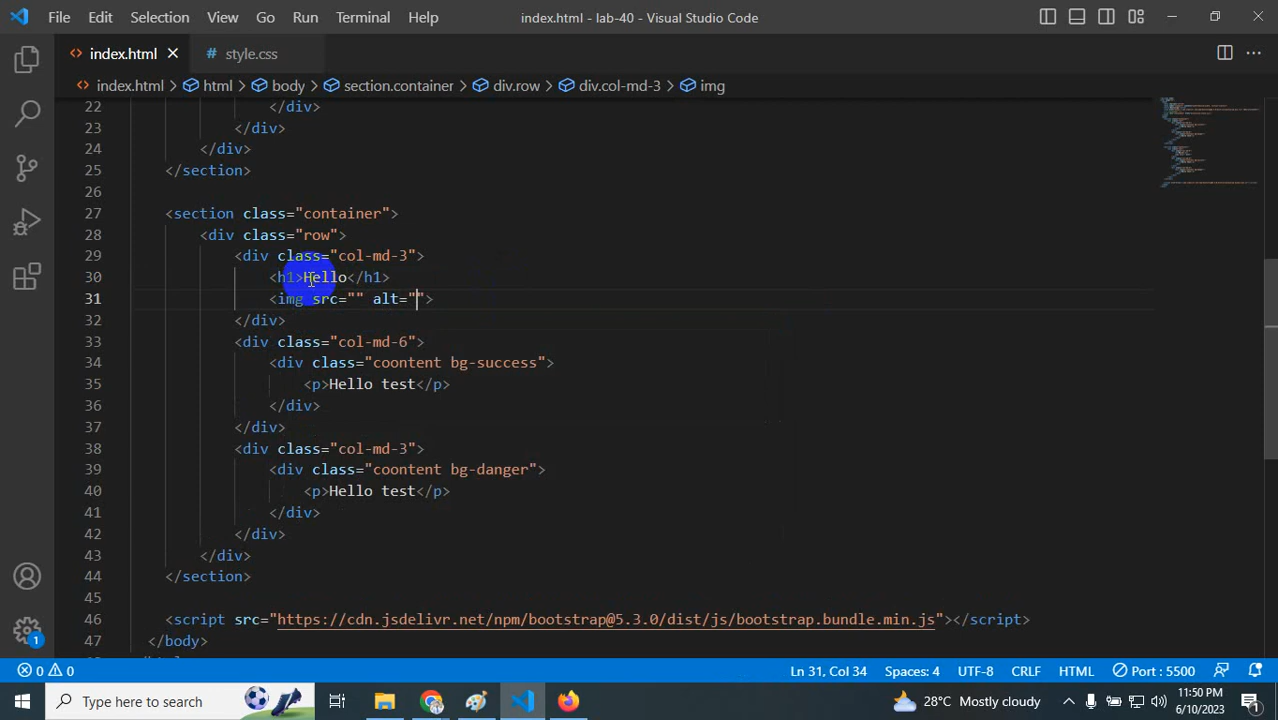 File Edit Selection View Go Run Terminal Help index.html - lab-40 - Visual Studio Code
<> index.html # style.css
<> index.html > html > body > section.container > div.row > div.col-md-3 > img
22 </div>
23 </div>
24 </div>
25 </section>
26
27 <section class="container">
28 <div class="row">
29 <div class="col-md-3">
30 <h1>Hello</h1>
31 <img src="" alt="">
32 </div>
33 <div class="col-md-6">
34 <div class="coontent bg-success">
35 <p>Hello test</p>
36 </div>
37 </div>
38 <div class="col-md-3">
39 <div class="coontent bg-danger">
40 <p>Hello test</p>
41 </div>
42 </div>
43 </div>
44 </section>
45
46 <script src="https://cdn.jsdelivr.net/npm/bootstrap@5.3.0/dist/js/bootstrap.bundle.min.js"></script>
47 </body>
1
0 0 Ln 31, Col 34 Spaces: 4 UTF-8 CRLF HTML Port : 5500
Type here to search 28°C Mostly cloudy 11:50 PM
6/10/2023 1